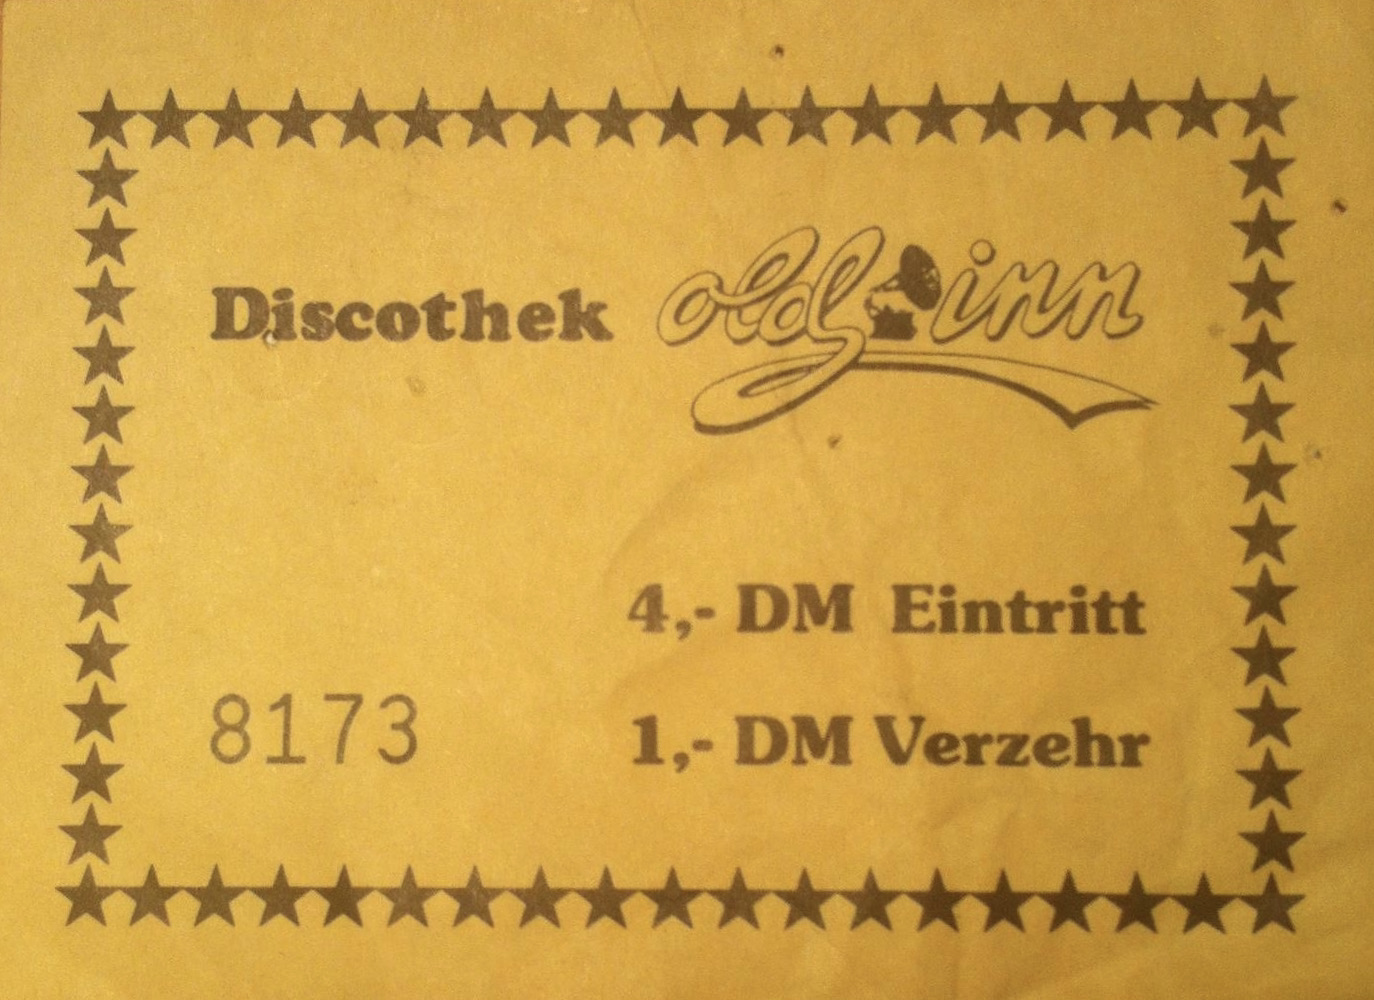 Discothek old inn
4,- DM Eintritt
8173
1,- DM Verzehr